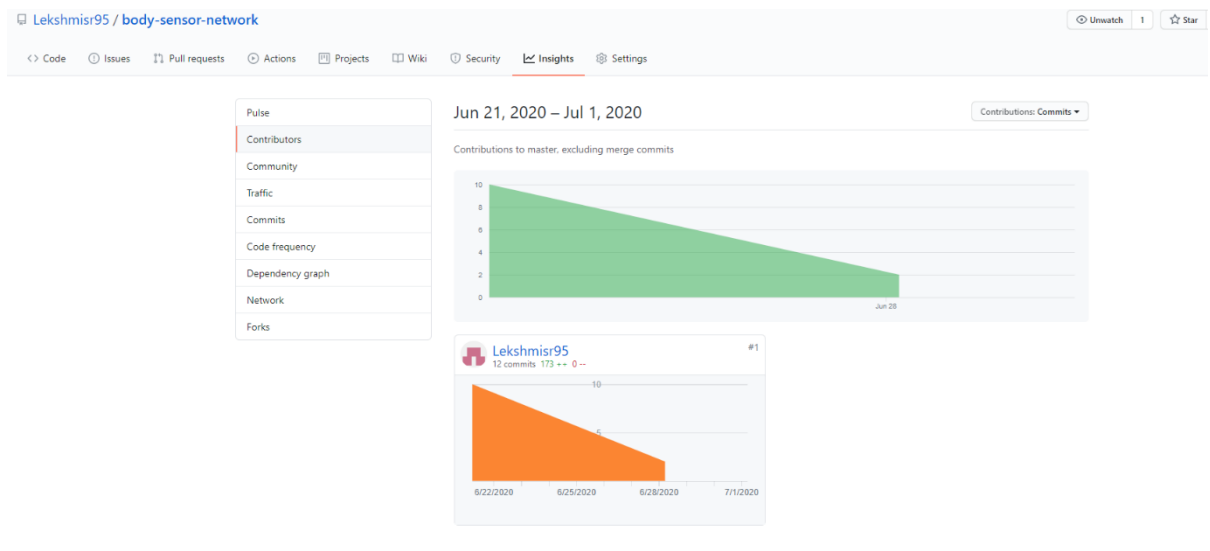 Lekshmisr95 / body-sensor-network
Unwatch 1 Star
Code Issues Pull requests Actions Projects Wiki Security Insights Settings
Pulse
Contributors
Community
Traffic
Commits
Code frequency
Dependency graph
Network
Forks
Jun 21, 2020 – Jul 1, 2020
Contributions: Commits
Contributions to master, excluding merge commits
10
8
6
4
2
0
Jun 28
Lekshmisr95 #1
12 commits 173 ++ 0 --
10
5
6/22/2020 6/25/2020 6/28/2020 7/1/2020